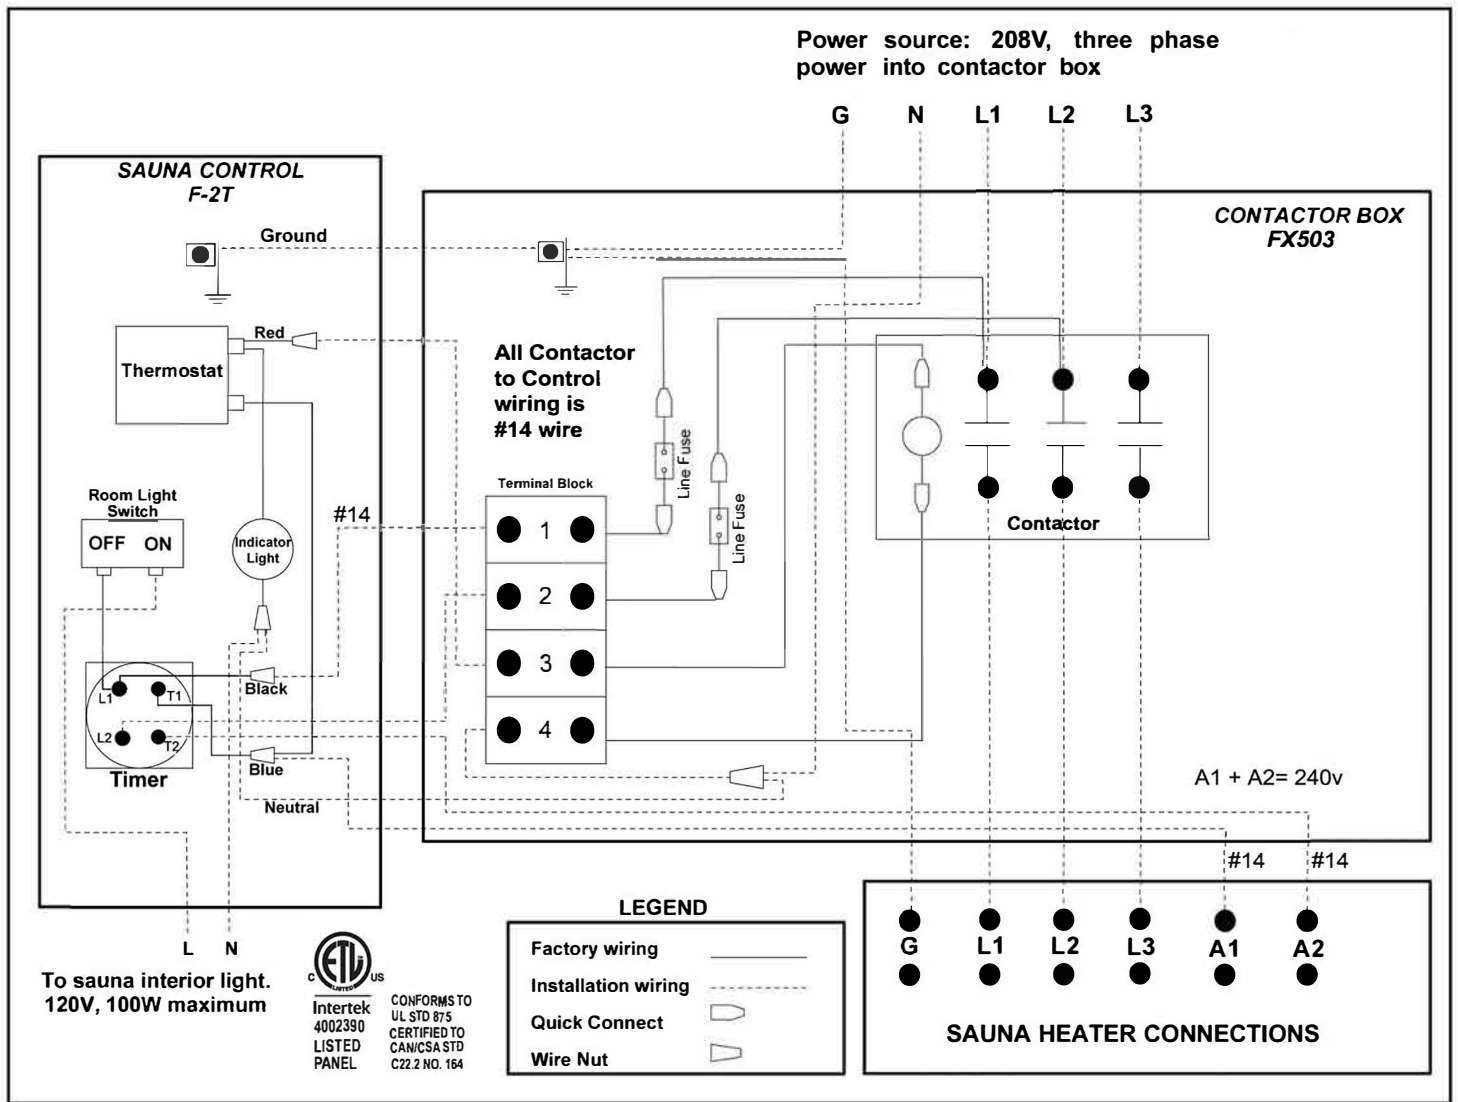 Power source: 208V, three phase
power into contactor box
G N L1 L2 L3
SAUNA CONTROL
F-2T
Ground
CONTACTOR BOX
FX503
Red
Thermostat
All Contactor
to Control
wiring is
#14 wire
Line Fuse
Line Fuse
Terminal Block
1
2
3
4
Contactor
Room Light
Switch
OFF ON
#14
Indicator
Light
Black
L1 T1
L2 T2
Timer
Blue
Neutral
A1 + A2= 240v
#14 #14
L N
To sauna interior light.
120V, 100W maximum
C ETL US
LISTED
Intertek
4002390
LISTED
PANEL
CONFORMS TO
UL STD 875
CERTIFIED TO
CAN/CSA STD
C22.2 NO. 164
LEGEND
Factory wiring
Installation wiring
Quick Connect
Wire Nut
G L1 L2 L3 A1 A2
SAUNA HEATER CONNECTIONS